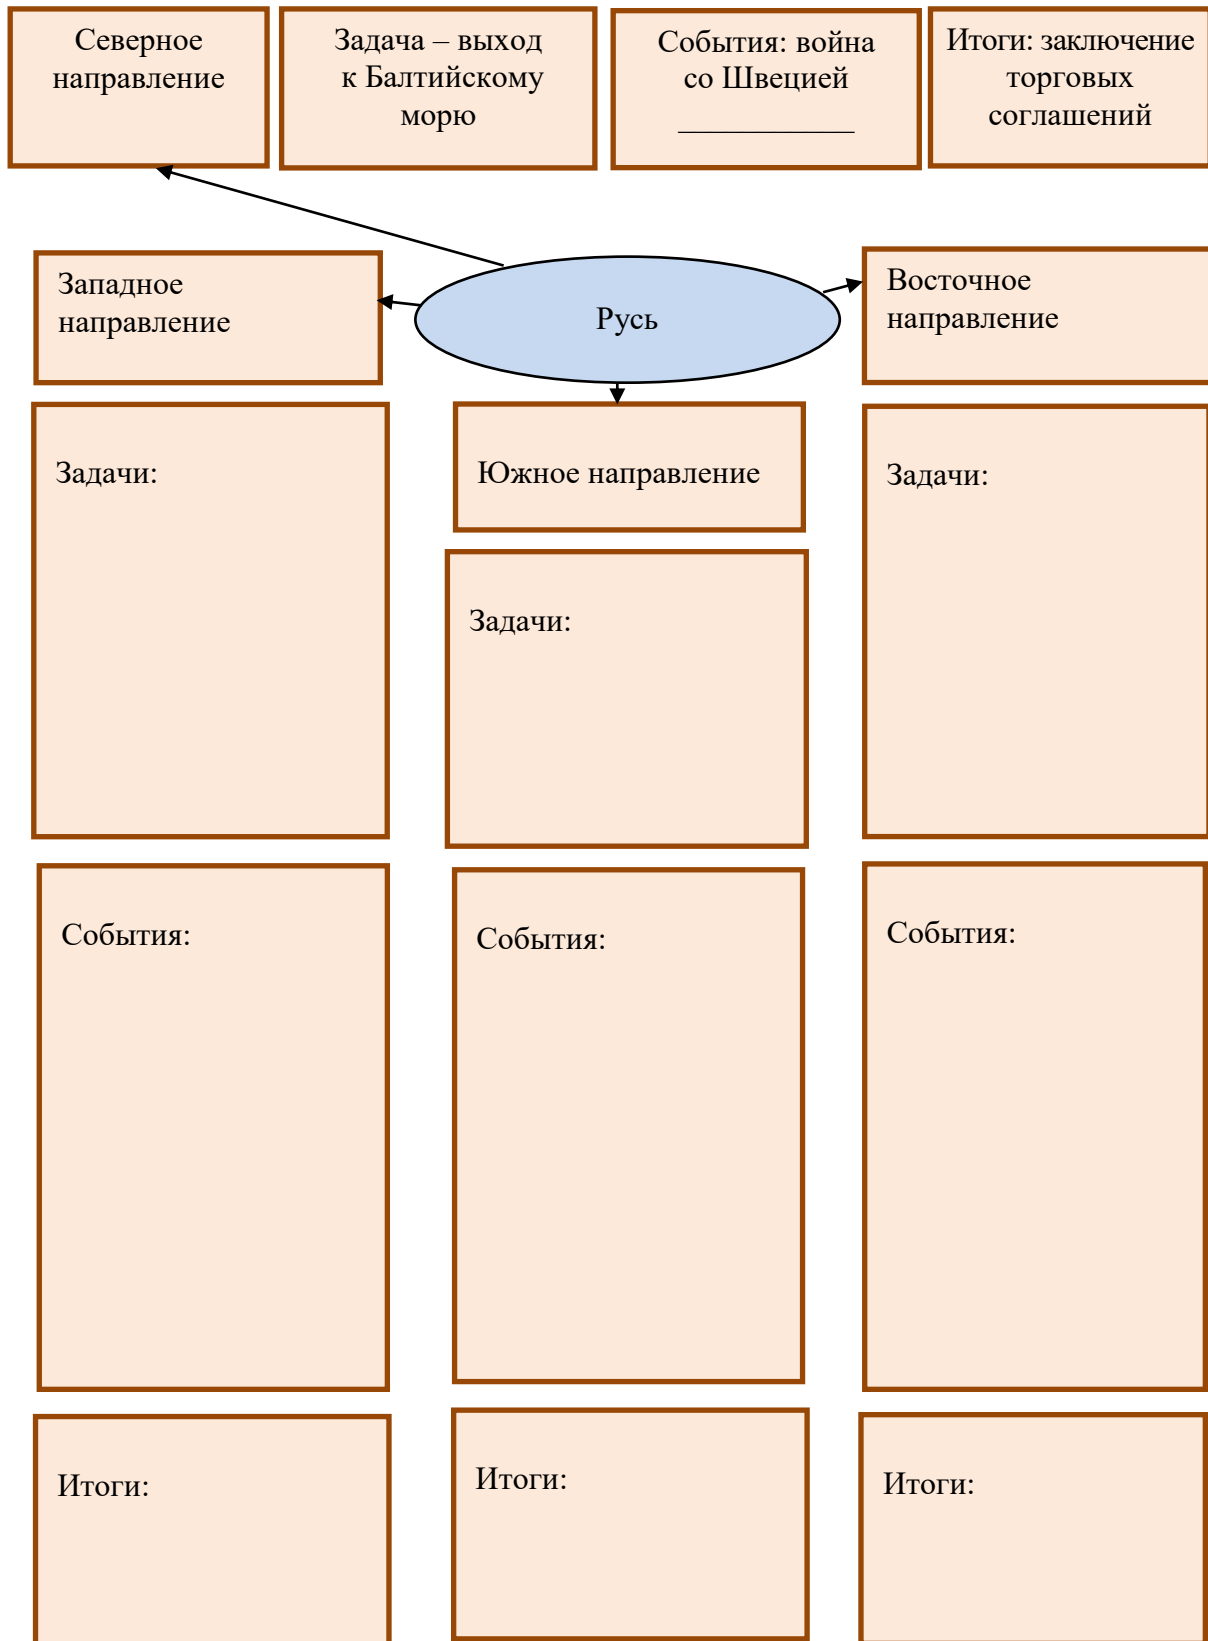 Северное
направление
Задача – выход
к Балтийскому
морю
События: война
со Швецией
___________
Итоги: заключение
торговых
соглашений
Западное
направление
Русь
Восточное
направление
Задачи:
Южное направление
Задачи:
Задачи:
События:
События:
События:
Итоги:
Итоги:
Итоги: